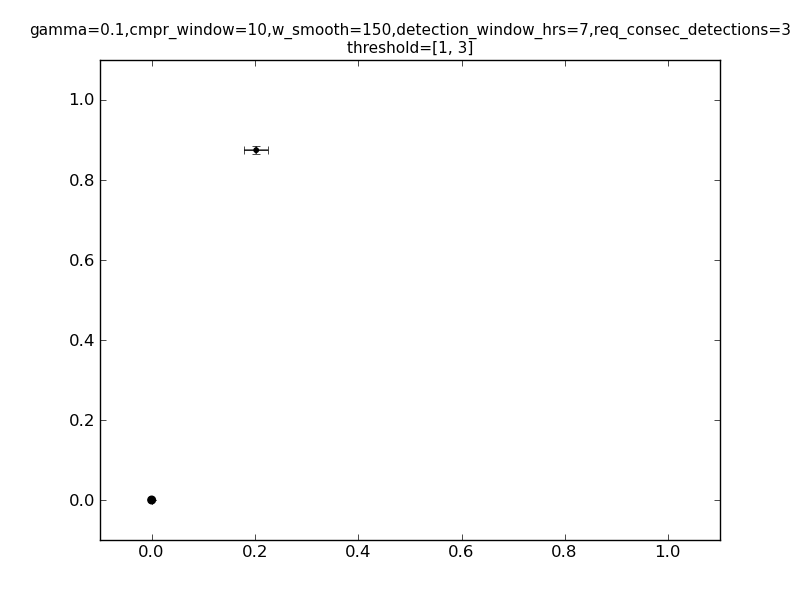 gamma=0.1,cmpr_window=10,w_smooth=150,detection_window_hrs=7,req_consec_detections=3
threshold=[1, 3]
1.0
0.8
0.6
0.4
0.2
0.0
0.0 0.2 0.4 0.6 0.8 1.0